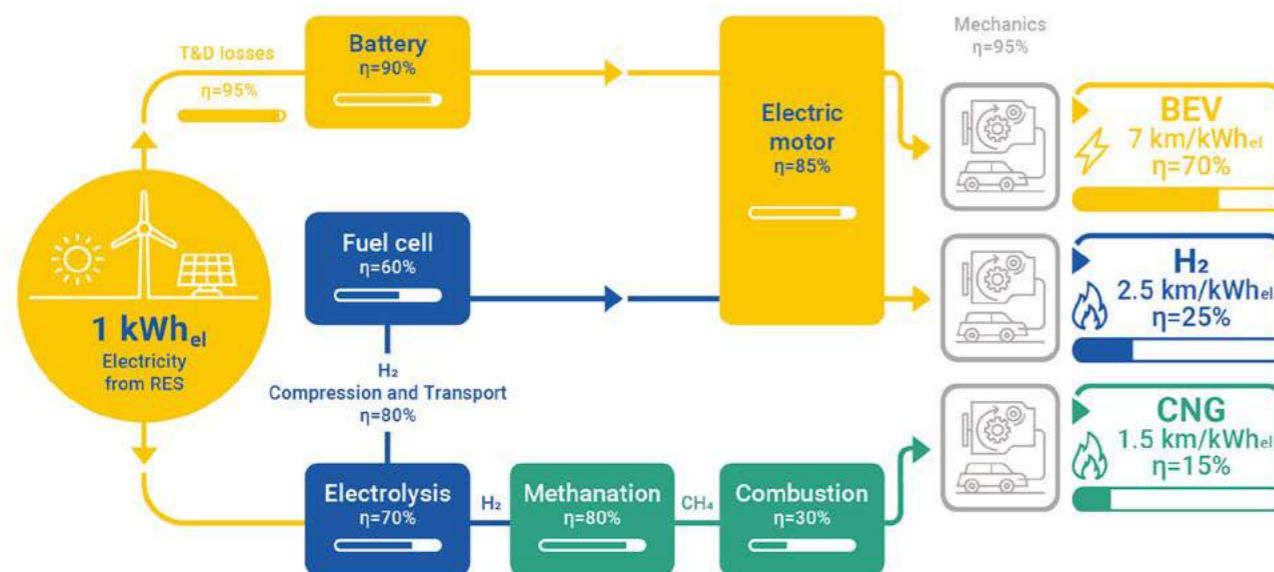 T&D losses
η=95%
Battery
η=90%
Electric
motor
η=85%
Mechanics
η=95%
BEV
7 km/kWhel
η=70%
1 kWhel
Electricity
from RES
Fuel cell
η=60%
H₂
Compression and Transport
η=80%
H₂
2.5 km/kWhel
η=25%
Electrolysis
η=70%
H₂
Methanation
η=80%
CH₄
Combustion
η=30%
CNG
1.5 km/kWhel
η=15%